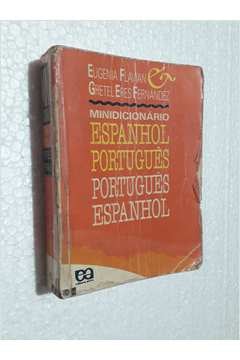 EUGENIA FLAVIAN &
GRETEL ERES FERNÁNDEZ
MINIDICIONÁRIO
ESPANHOL
PORTUGUÊS
PORTUGUÊS
ESPANHOL